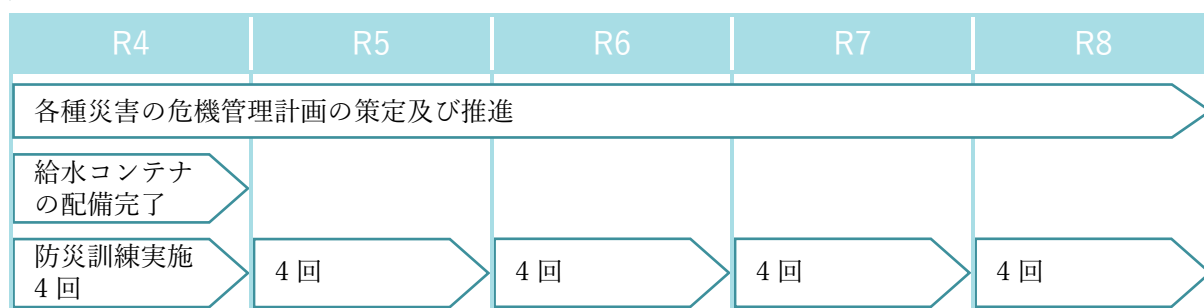 R4
R5
R6
R7
R8
各種災害の危機管理計画の策定及び推進
給水コンテナ
の配備完了
防災訓練実施
4 回
4 回
4 回
4 回
4 回